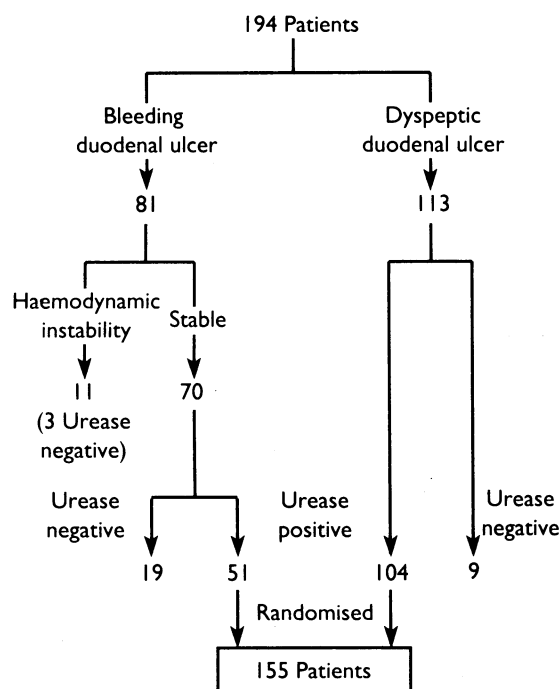 194 Patients
Bleeding
duodenal ulcer
Dyspeptic
duodenal ulcer
81
113
Haemodynamic
instability
Stable
11
70
(3 Urease
negative)
Urease
negative
Urease
positive
Urease
negative
19
51
104
9
Randomised
155 Patients